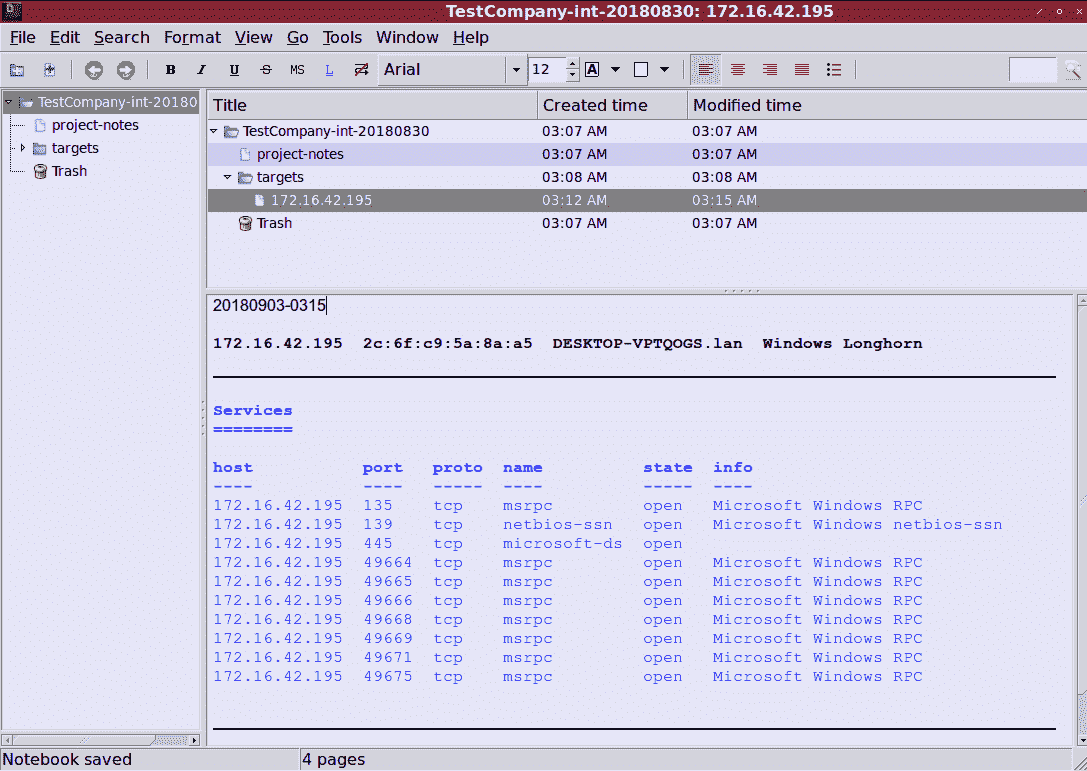 TestCompany-int-20180830: 172.16.42.195
File Edit Search Format View Go Tools Window Help
B I U S MS L Arial 12 A
TestCompany-int-20180
project-notes
targets
Trash
Title Created time Modified time
TestCompany-int-20180830 03:07 AM 03:07 AM
project-notes 03:07 AM 03:07 AM
targets 03:08 AM 03:08 AM
172.16.42.195 03:12 AM 03:15 AM
Trash 03:07 AM 03:07 AM
20180903-0315
172.16.42.195 2c:6f:c9:5a:8a:a5 DESKTOP-VPTQOGS.lan Windows Longhorn
Services
========
host port proto name state info
---- ---- ----- ---- ----- ----
172.16.42.195 135 tcp msrpc open Microsoft Windows RPC
172.16.42.195 139 tcp netbios-ssn open Microsoft Windows netbios-ssn
172.16.42.195 445 tcp microsoft-ds open
172.16.42.195 49664 tcp msrpc open Microsoft Windows RPC
172.16.42.195 49665 tcp msrpc open Microsoft Windows RPC
172.16.42.195 49666 tcp msrpc open Microsoft Windows RPC
172.16.42.195 49668 tcp msrpc open Microsoft Windows RPC
172.16.42.195 49669 tcp msrpc open Microsoft Windows RPC
172.16.42.195 49671 tcp msrpc open Microsoft Windows RPC
172.16.42.195 49675 tcp msrpc open Microsoft Windows RPC
Notebook saved 4 pages